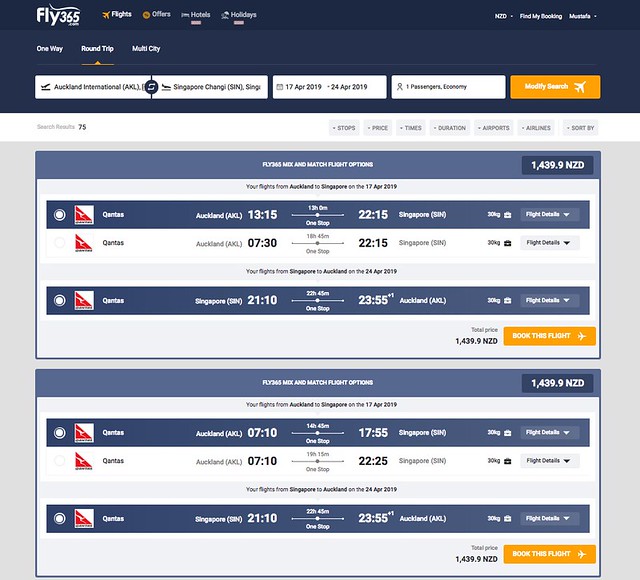 Fly365
.com
Flights
Offers
Hotels
Holidays
NZD
Find My Booking
Mustafa
One Way
Round Trip
Multi City
Auckland International (AKL),
Singapore Changi (SIN), Sing
17 Apr 2019 - 24 Apr 2019
1 Passengers, Economy
Modify Search
Search Results 75
STOPS
PRICE
TIMES
DURATION
AIRPORTS
AIRLINES
SORT BY
FLY365 MIX AND MATCH FLIGHT OPTIONS
1,439.9 NZD
Your flights from Auckland to Singapore on the 17 Apr 2019
Qantas Auckland (AKL) 13:15 13h 0m One Stop 22:15 Singapore (SIN) 30kg Flight Details
Qantas Auckland (AKL) 07:30 18h 45m One Stop 22:15 Singapore (SIN) 30kg Flight Details
Your flights from Singapore to Auckland on the 24 Apr 2019
Qantas Singapore (SIN) 21:10 22h 45m One Stop 23:55+1 Auckland (AKL) 30kg Flight Details
Total price
1,439.9 NZD
BOOK THIS FLIGHT
FLY365 MIX AND MATCH FLIGHT OPTIONS
1,439.9 NZD
Your flights from Auckland to Singapore on the 17 Apr 2019
Qantas Auckland (AKL) 07:10 14h 45m One Stop 17:55 Singapore (SIN) 30kg Flight Details
Qantas Auckland (AKL) 07:10 19h 15m One Stop 22:25 Singapore (SIN) 30kg Flight Details
Your flights from Singapore to Auckland on the 24 Apr 2019
Qantas Singapore (SIN) 21:10 22h 45m One Stop 23:55+1 Auckland (AKL) 30kg Flight Details
Total price
1,439.9 NZD
BOOK THIS FLIGHT